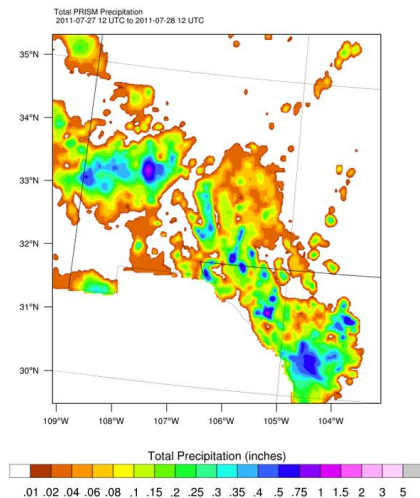 Total PRISM Precipitation
2011-07-27 12 UTC to 2011-07-28 12 UTC
35°N
34°N
33°N
32°N
31°N
30°N
109°W 108°W 107°W 106°W 105°W 104°W
Total Precipitation (inches)
.01 .02 .04 .06 .08 .1 .15 .2 .25 .3 .35 .4 .5 .75 1 1.5 2 3 5